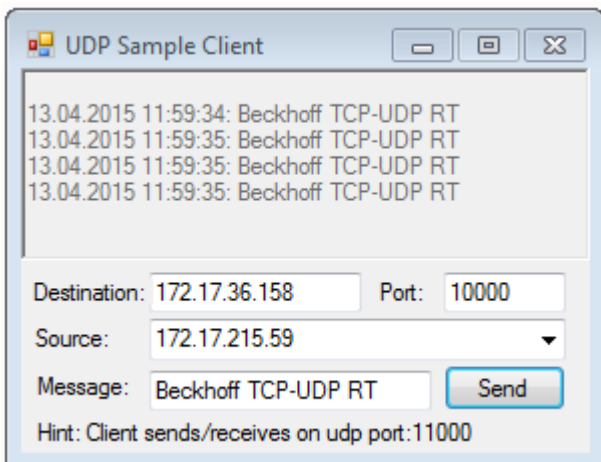 UDP Sample Client
13.04.2015 11:59:34: Beckhoff TCP-UDP RT
13.04.2015 11:59:35: Beckhoff TCP-UDP RT
13.04.2015 11:59:35: Beckhoff TCP-UDP RT
13.04.2015 11:59:35: Beckhoff TCP-UDP RT
Destination: 172.17.36.158 Port: 10000
Source: 172.17.215.59
Message: Beckhoff TCP-UDP RT Send
Hint: Client sends/receives on udp port:11000